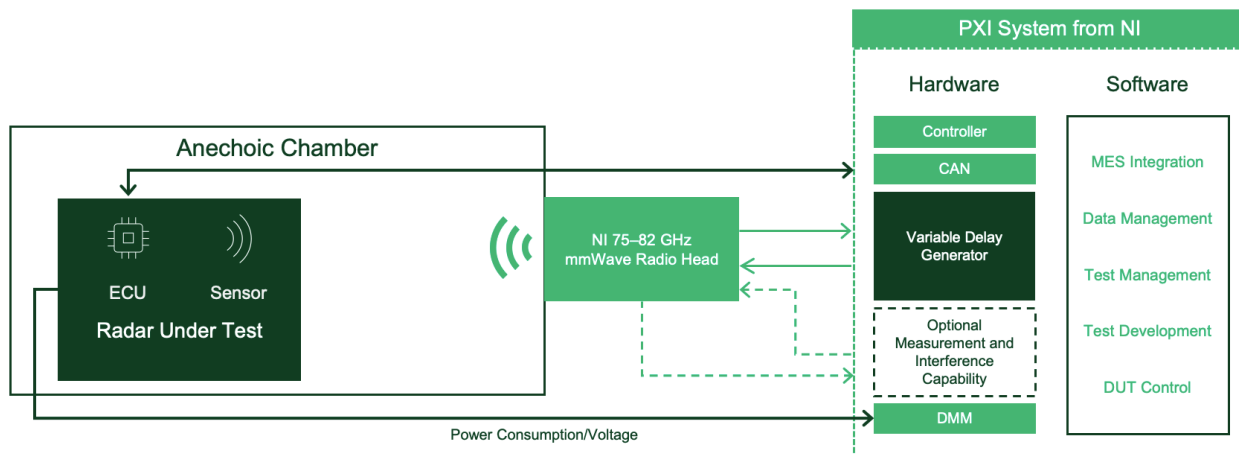 PXI System from NI
Hardware
Software
Controller
CAN
Variable Delay
Generator
Optional
Measurement and
Interference
Capability
DMM
MES Integration
Data Management
Test Management
Test Development
DUT Control
Anechoic Chamber
ECU
Sensor
Radar Under Test
NI 75–82 GHz
mmWave Radio Head
Power Consumption/Voltage